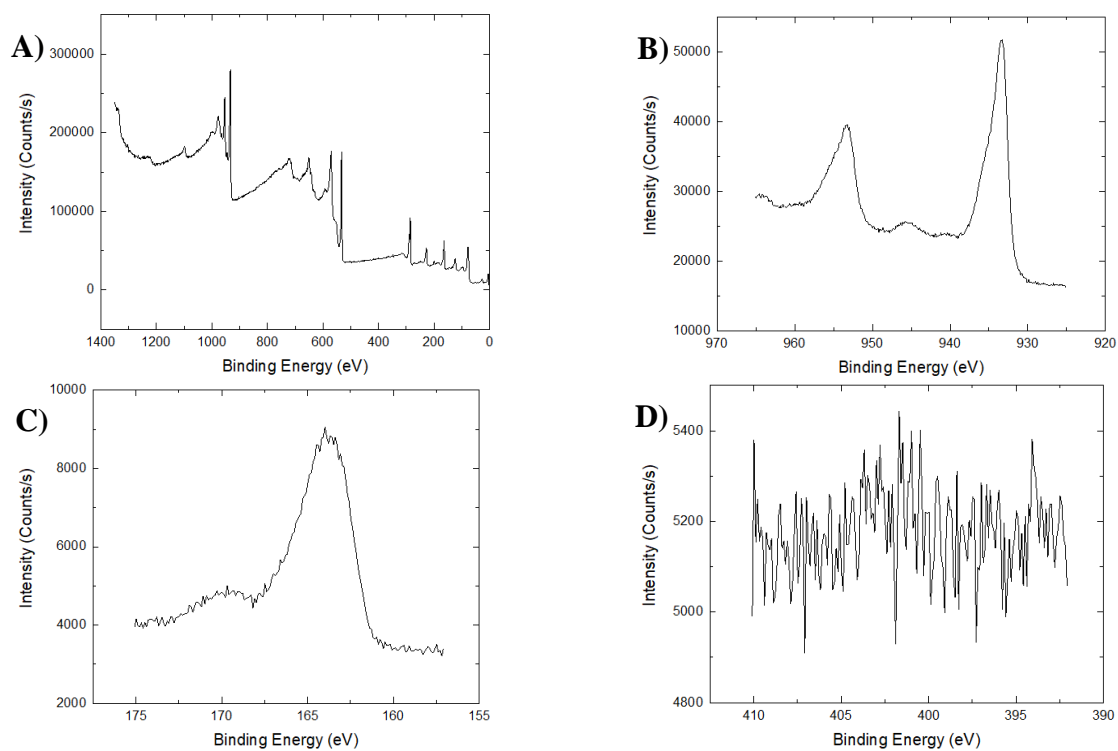 A)
Intensity (Counts/s)
300000
200000
100000
0
1400 1200 1000 800 600 400 200 0
Binding Energy (eV)
B)
Intensity (Counts/s)
50000
40000
30000
20000
10000
970 960 950 940 930 920
Binding Energy (eV)
C)
Intensity (Counts/s)
10000
8000
6000
4000
2000
175 170 165 160 155
Binding Energy (eV)
D)
Intensity (Counts/s)
5400
5200
5000
4800
410 405 400 395 390
Binding Energy (eV)